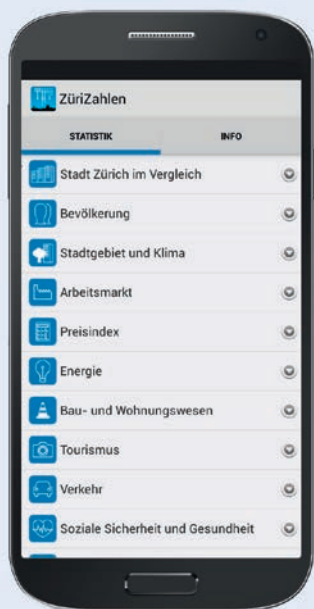 ZüriZahlen
STATISTIK INFO
Stadt Zürich im Vergleich
Bevölkerung
Stadtgebiet und Klima
Arbeitsmarkt
Preisindex
Energie
Bau- und Wohnungswesen
Tourismus
Verkehr
Soziale Sicherheit und Gesundheit